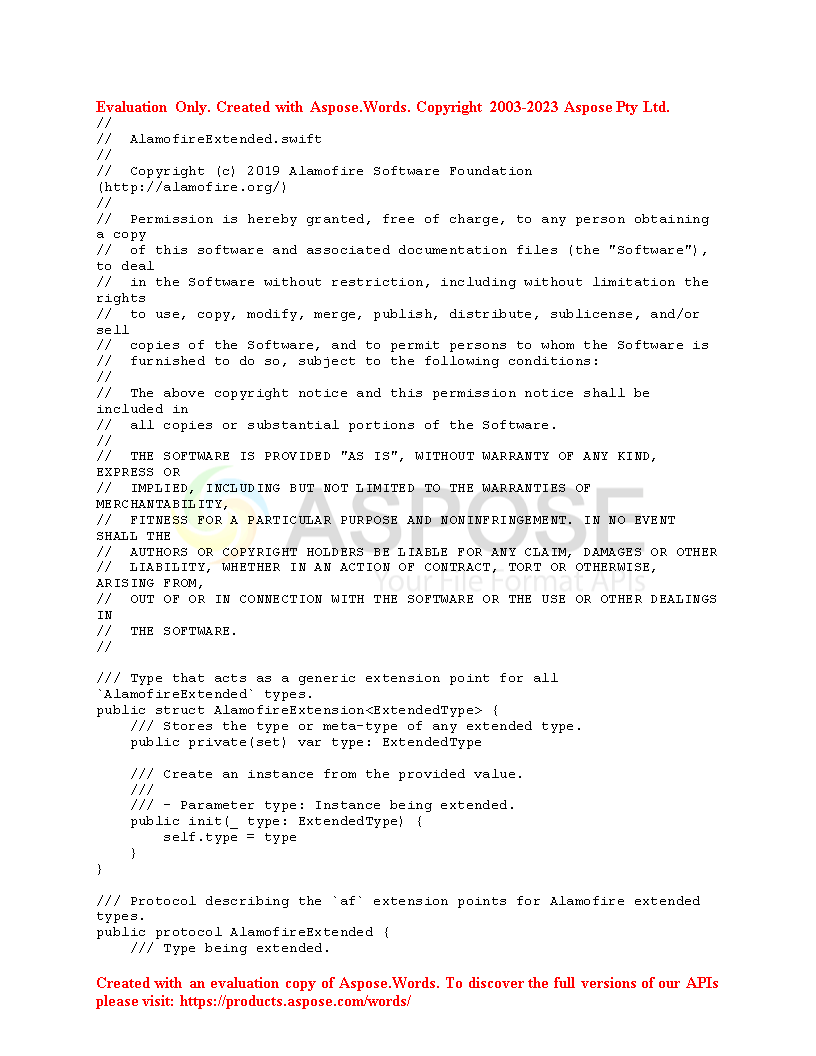 Evaluation Only. Created with Aspose.Words. Copyright 2003-2023 Aspose Pty Ltd.
//
//  AlamofireExtended.swift
//
//  Copyright (c) 2019 Alamofire Software Foundation
(http://alamofire.org/)
//
//  Permission is hereby granted, free of charge, to any person obtaining
a copy
//  of this software and associated documentation files (the "Software"),
to deal
//  in the Software without restriction, including without limitation the
rights
//  to use, copy, modify, merge, publish, distribute, sublicense, and/or
sell
//  copies of the Software, and to permit persons to whom the Software is
//  furnished to do so, subject to the following conditions:
//
//  The above copyright notice and this permission notice shall be
included in
//  all copies or substantial portions of the Software.
//
//  THE SOFTWARE IS PROVIDED "AS IS", WITHOUT WARRANTY OF ANY KIND,
EXPRESS OR
//  IMPLIED, INCLUDING BUT NOT LIMITED TO THE WARRANTIES OF
MERCHANTABILITY,
//  FITNESS FOR A PARTICULAR PURPOSE AND NONINFRINGEMENT. IN NO EVENT
SHALL THE
//  AUTHORS OR COPYRIGHT HOLDERS BE LIABLE FOR ANY CLAIM, DAMAGES OR OTHER
//  LIABILITY, WHETHER IN AN ACTION OF CONTRACT, TORT OR OTHERWISE,
ARISING FROM,
//  OUT OF OR IN CONNECTION WITH THE SOFTWARE OR THE USE OR OTHER DEALINGS
IN
//  THE SOFTWARE.
//
ASPOSE
Your File Format APIs

/// Type that acts as a generic extension point for all
`AlamofireExtended` types.
public struct AlamofireExtension<ExtendedType> {
    /// Stores the type or meta-type of any extended type.
    public private(set) var type: ExtendedType

    /// Create an instance from the provided value.
    ///
    /// - Parameter type: Instance being extended.
    public init(_ type: ExtendedType) {
        self.type = type
    }
}

/// Protocol describing the `af` extension points for Alamofire extended
types.
public protocol AlamofireExtended {
    /// Type being extended.

Created with an evaluation copy of Aspose.Words. To discover the full versions of our APIs
please visit: https://products.aspose.com/words/